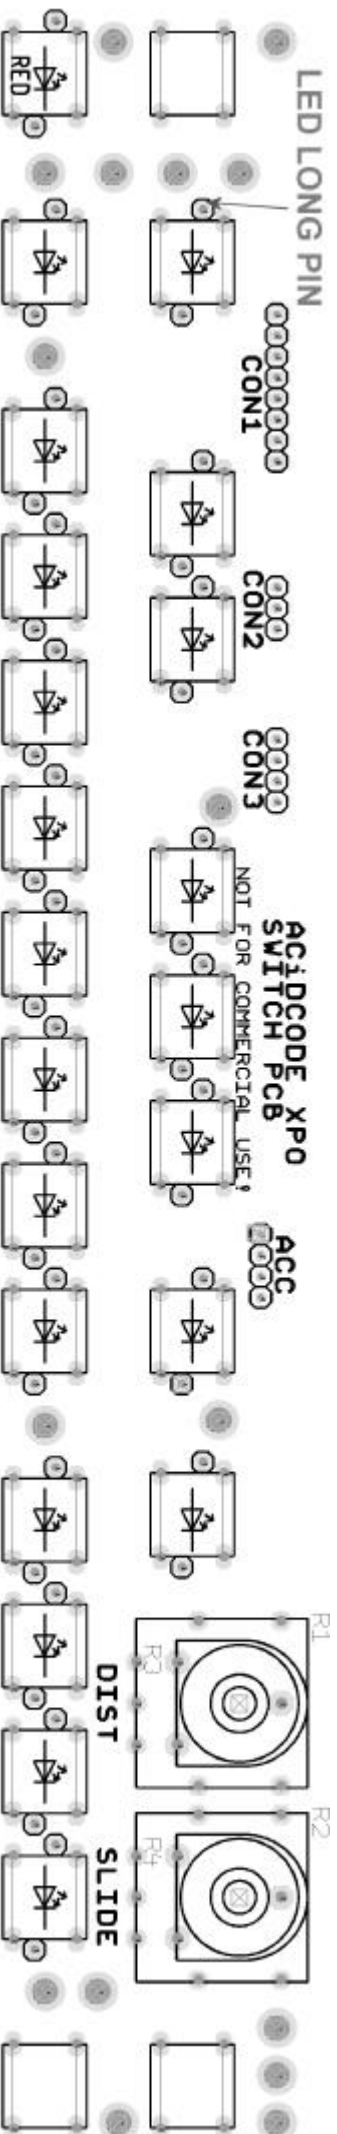 RED
LED LONG PIN
CON1
CON2
CON3
ACiDCODE XPO
SWITCH PCB
NOT FOR COMMERCIAL USE!
ACC
R1
R3
DIST
R2
R4
SLIDE